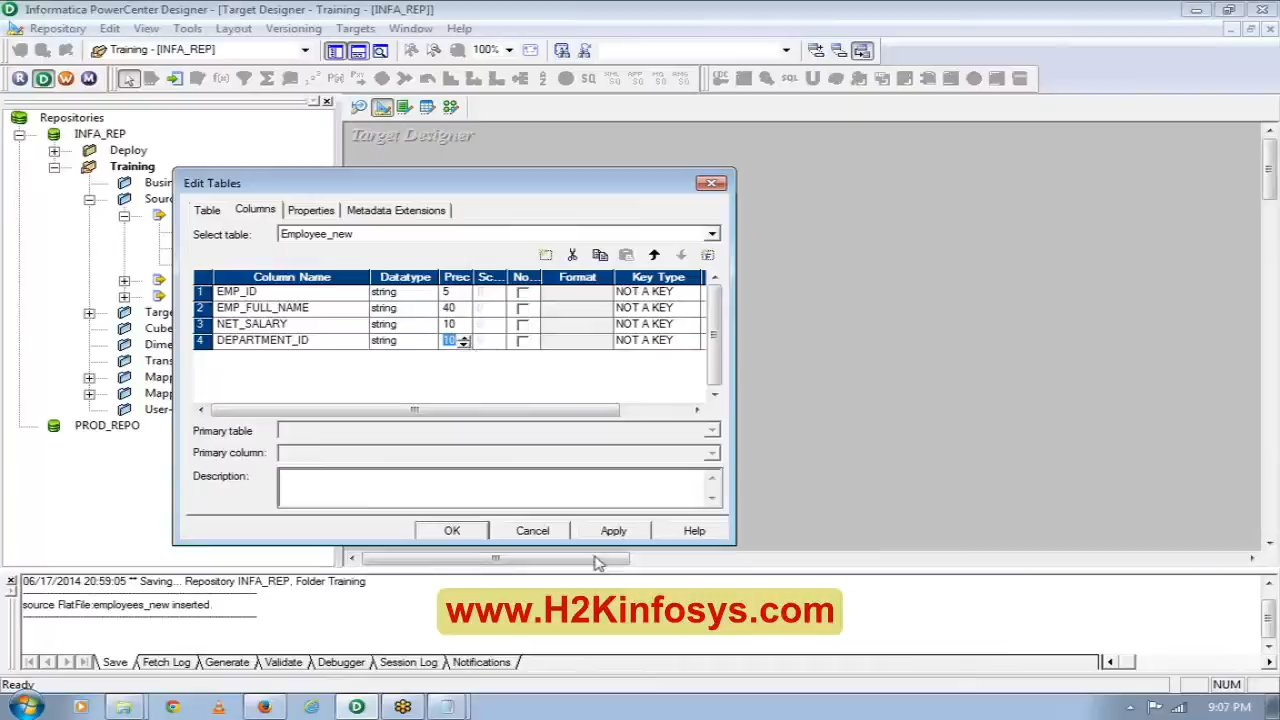 Informatica PowerCenter Designer - [Target Designer - Training - [INFA_REP]]
Repository Edit View Tools Layout Versioning Targets Window Help
Training - [INFA_REP] 100%
R D W M
Repositories
INFA_REP
Deploy
Training
Busin
Sour
Targe
Cube
Dime
Trans
Mapp
Mapp
User-
PROD_REPO
Target Designer
Edit Tables
Table Columns Properties Metadata Extensions
Select table: Employee_new
Column Name Datatype Prec Sc... No... Format Key Type
1 EMP_ID string 5 0 NOT A KEY
2 EMP_FULL_NAME string 40 0 NOT A KEY
3 NET_SALARY string 10 0 NOT A KEY
4 DEPARTMENT_ID string 10 0 NOT A KEY
Primary table
Primary column:
Description:
OK Cancel Apply Help
06/17/2014 20:59:05 ** Saving... Repository INFA_REP, Folder Training
source FlatFile:employees_new inserted.
www.H2Kinfosys.com
Save Fetch Log Generate Validate Debugger Session Log Notifications
Ready NUM
9:07 PM